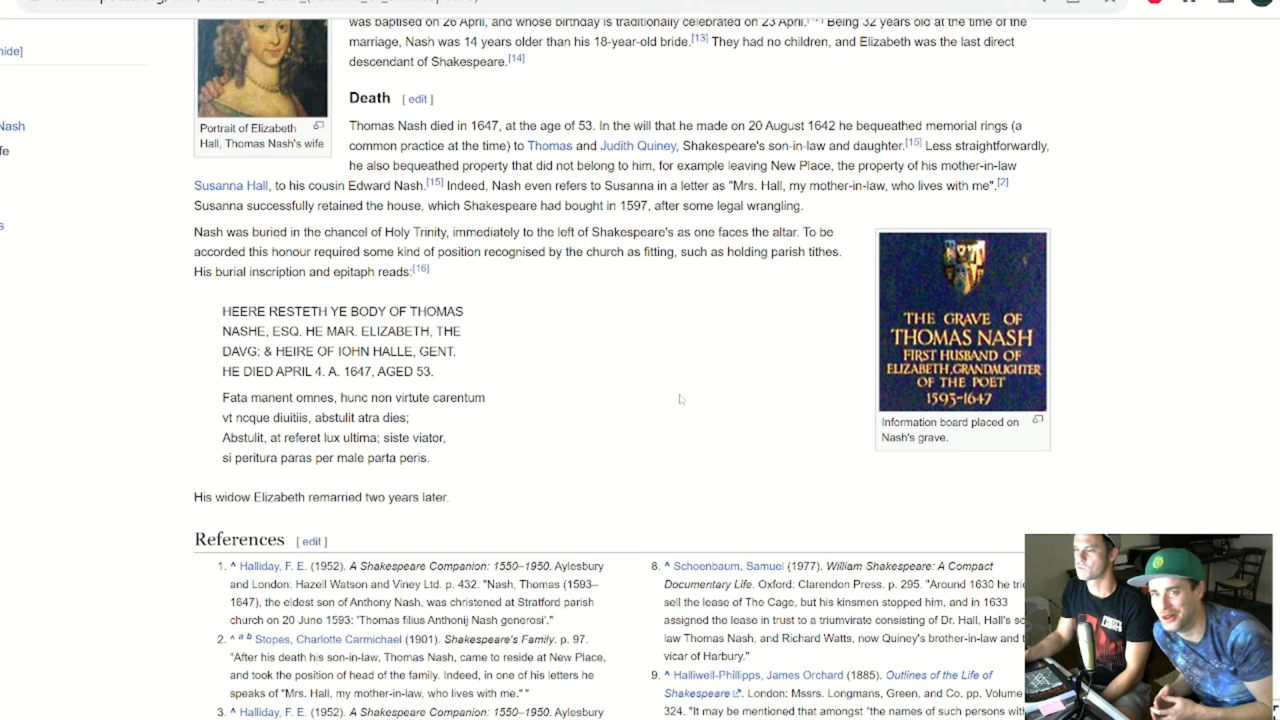 was baptised on 26 April, and whose birthday is traditionally celebrated on 23 April. Being 32 years old at the time of the
hide]
marriage, Nash was 14 years older than his 18-year-old bride.[13] They had no children, and Elizabeth was the last direct
descendant of Shakespeare.[14]
Death [ edit ]
Nash
Portrait of Elizabeth
Hall, Thomas Nash's wife
Thomas Nash died in 1647, at the age of 53. In the will that he made on 20 August 1642 he bequeathed memorial rings (a
common practice at the time) to Thomas and Judith Quiney, Shakespeare's son-in-law and daughter.[15] Less straightforwardly,
he also bequeathed property that did not belong to him, for example leaving New Place, the property of his mother-in-law
Susanna Hall, to his cousin Edward Nash.[15] Indeed, Nash even refers to Susanna in a letter as "Mrs. Hall, my mother-in-law, who lives with me".[2]
Susanna successfully retained the house, which Shakespeare had bought in 1597, after some legal wrangling.
Nash was buried in the chancel of Holy Trinity, immediately to the left of Shakespeare's as one faces the altar. To be
accorded this honour required some kind of position recognised by the church as fitting, such as holding parish tithes.
His burial inscription and epitaph reads:[16]
HEERE RESTETH YE BODY OF THOMAS
NASHE, ESQ. HE MAR. ELIZABETH, THE
DAVG: & HEIRE OF IOHN HALLE, GENT.
HE DIED APRIL 4. A. 1647, AGED 53.
Fata manent omnes, hunc non virtute carentum
vt ncque diuitiis, abstulit atra dies;
Abstulit, at referet lux ultima; siste viator,
si peritura paras per male parta peris.
THE GRAVE OF
THOMAS NASH
FIRST HUSBAND OF
ELIZABETH, GRANDAUGHTER
OF THE POET
1593-1647
Information board placed on
Nash's grave.
His widow Elizabeth remarried two years later.
References [ edit ]
1. ^ Halliday, F. E. (1952). A Shakespeare Companion: 1550–1950. Aylesbury
and London: Hazell Watson and Viney Ltd. p. 432. "Nash, Thomas (1593–
1647), the eldest son of Anthony Nash, was christened at Stratford parish
church on 20 June 1593: 'Thomas filius Anthonij Nash generosi'."
2. ^ a b Stopes, Charlotte Carmichael (1901). Shakespeare's Family. p. 97.
"After his death his son-in-law, Thomas Nash, came to reside at New Place,
and took the position of head of the family. Indeed, in one of his letters he
speaks of "Mrs. Hall, my mother-in-law, who lives with me." "
3. ^ Halliday, F. E. (1952). A Shakespeare Companion: 1550–1950. Aylesbury
8. ^ Schoenbaum, Samuel (1977). William Shakespeare: A Compact
Documentary Life. Oxford: Clarendon Press. p. 295. "Around 1630 he
sell the lease of The Cage, but his kinsmen stopped him, and in 1633
assigned the lease in trust to a triumvirate consisting of Dr. Hall, Hall's
law Thomas Nash, and Richard Watts, now Quiney's brother-in-law and
vicar of Harbury."
9. ^ Halliwell-Phillipps, James Orchard (1885). Outlines of the Life of
Shakespeare. London: Mssrs. Longmans, Green, and Co. pp. Volume
324. "It may be mentioned that amongst "the names of such persons